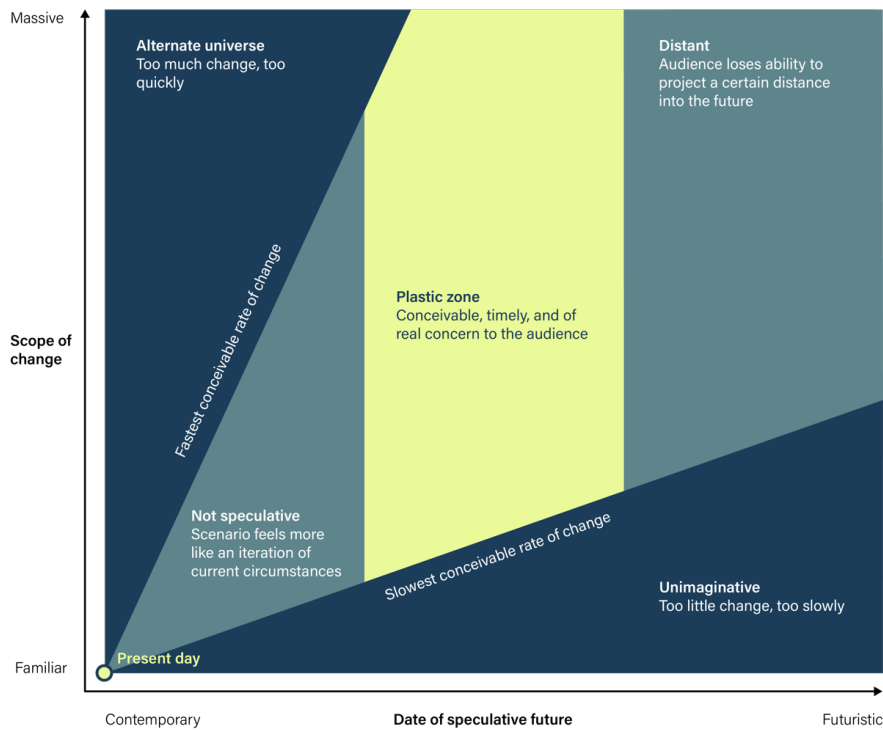 Massive
Alternate universe
Too much change, too
quickly
Distant
Audience loses ability to
project a certain distance
into the future
Fastest conceivable rate of change
Plastic zone
Conceivable, timely, and of
real concern to the audience
Scope of
change
Not speculative
Scenario feels more
like an iteration of
current circumstances
Slowest conceivable rate of change
Unimaginative
Too little change, too slowly
Present day
Familiar
Contemporary
Date of speculative future
Futuristic